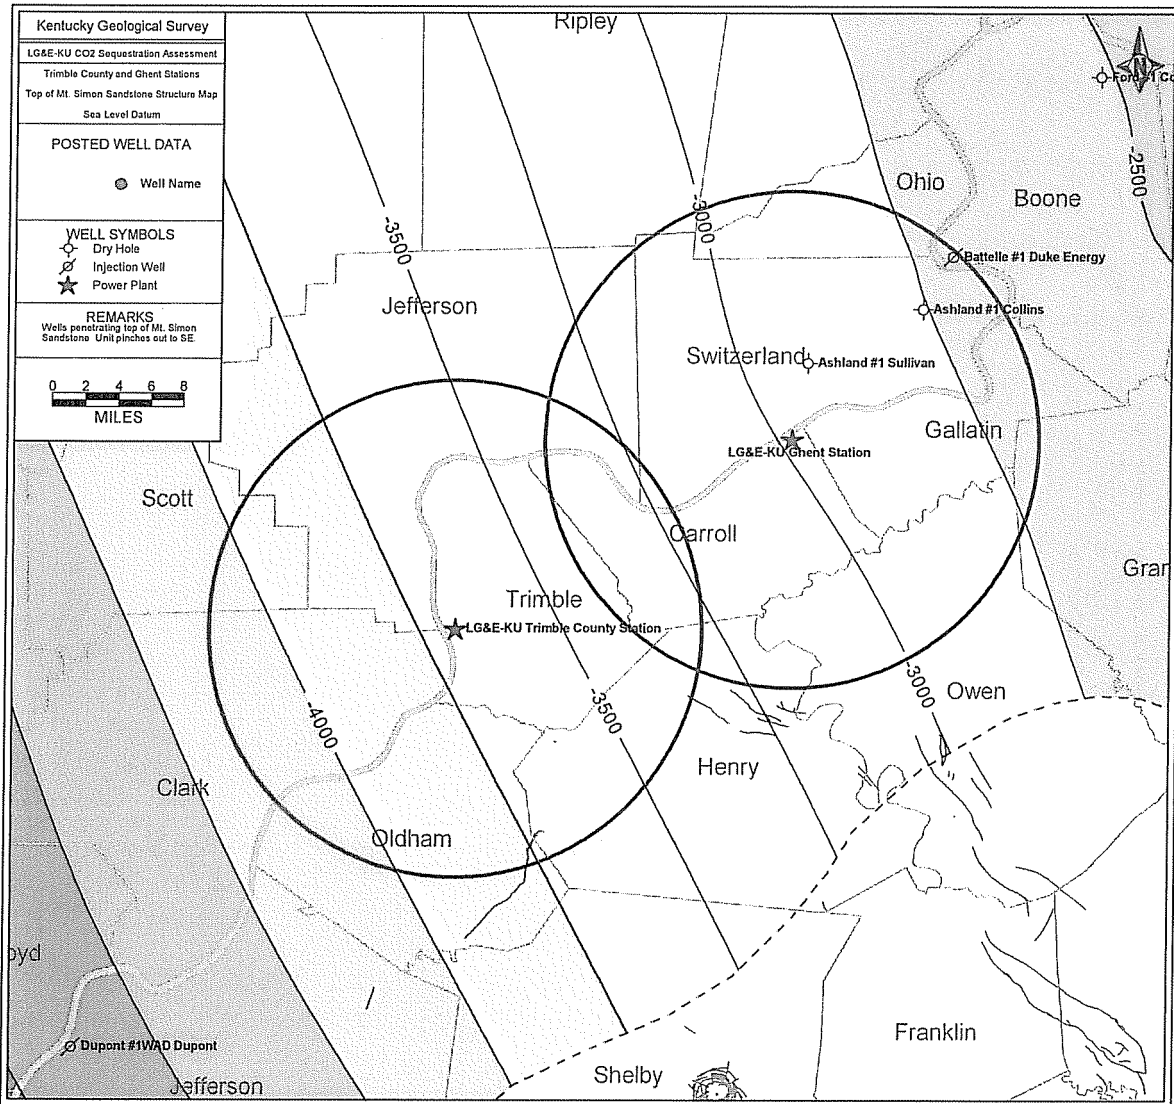 Kentucky Geological Survey
LG&E-KU CO2 Sequestration Assessment
Trimble County and Ghent Stations
Top of Mt. Simon Sandstone Structure Map
Sea Level Datum
POSTED WELL DATA
Well Name
WELL SYMBOLS
Dry Hole
Injection Well
Power Plant
REMARKS
Wells penetrating top of Mt. Simon
Sandstone Unit pinches out to SE.
0 2 4 6 8
MILES
Ripley
N
Ford #1 Co
-2500
Ohio
Boone
-3000
-3500
Battelle #1 Duke Energy
Jefferson
Ashland #1 Collins
Switzerland
Ashland #1 Sullivan
Gallatin
LG&E-KU Ghent Station
Scott
Carroll
Gran
Trimble
LG&E-KU Trimble County Station
-3000
Owen
-3500
-4000
Henry
Clark
Oldham
oyd
Franklin
Dupont #1WAD Dupont
Shelby
Jefferson